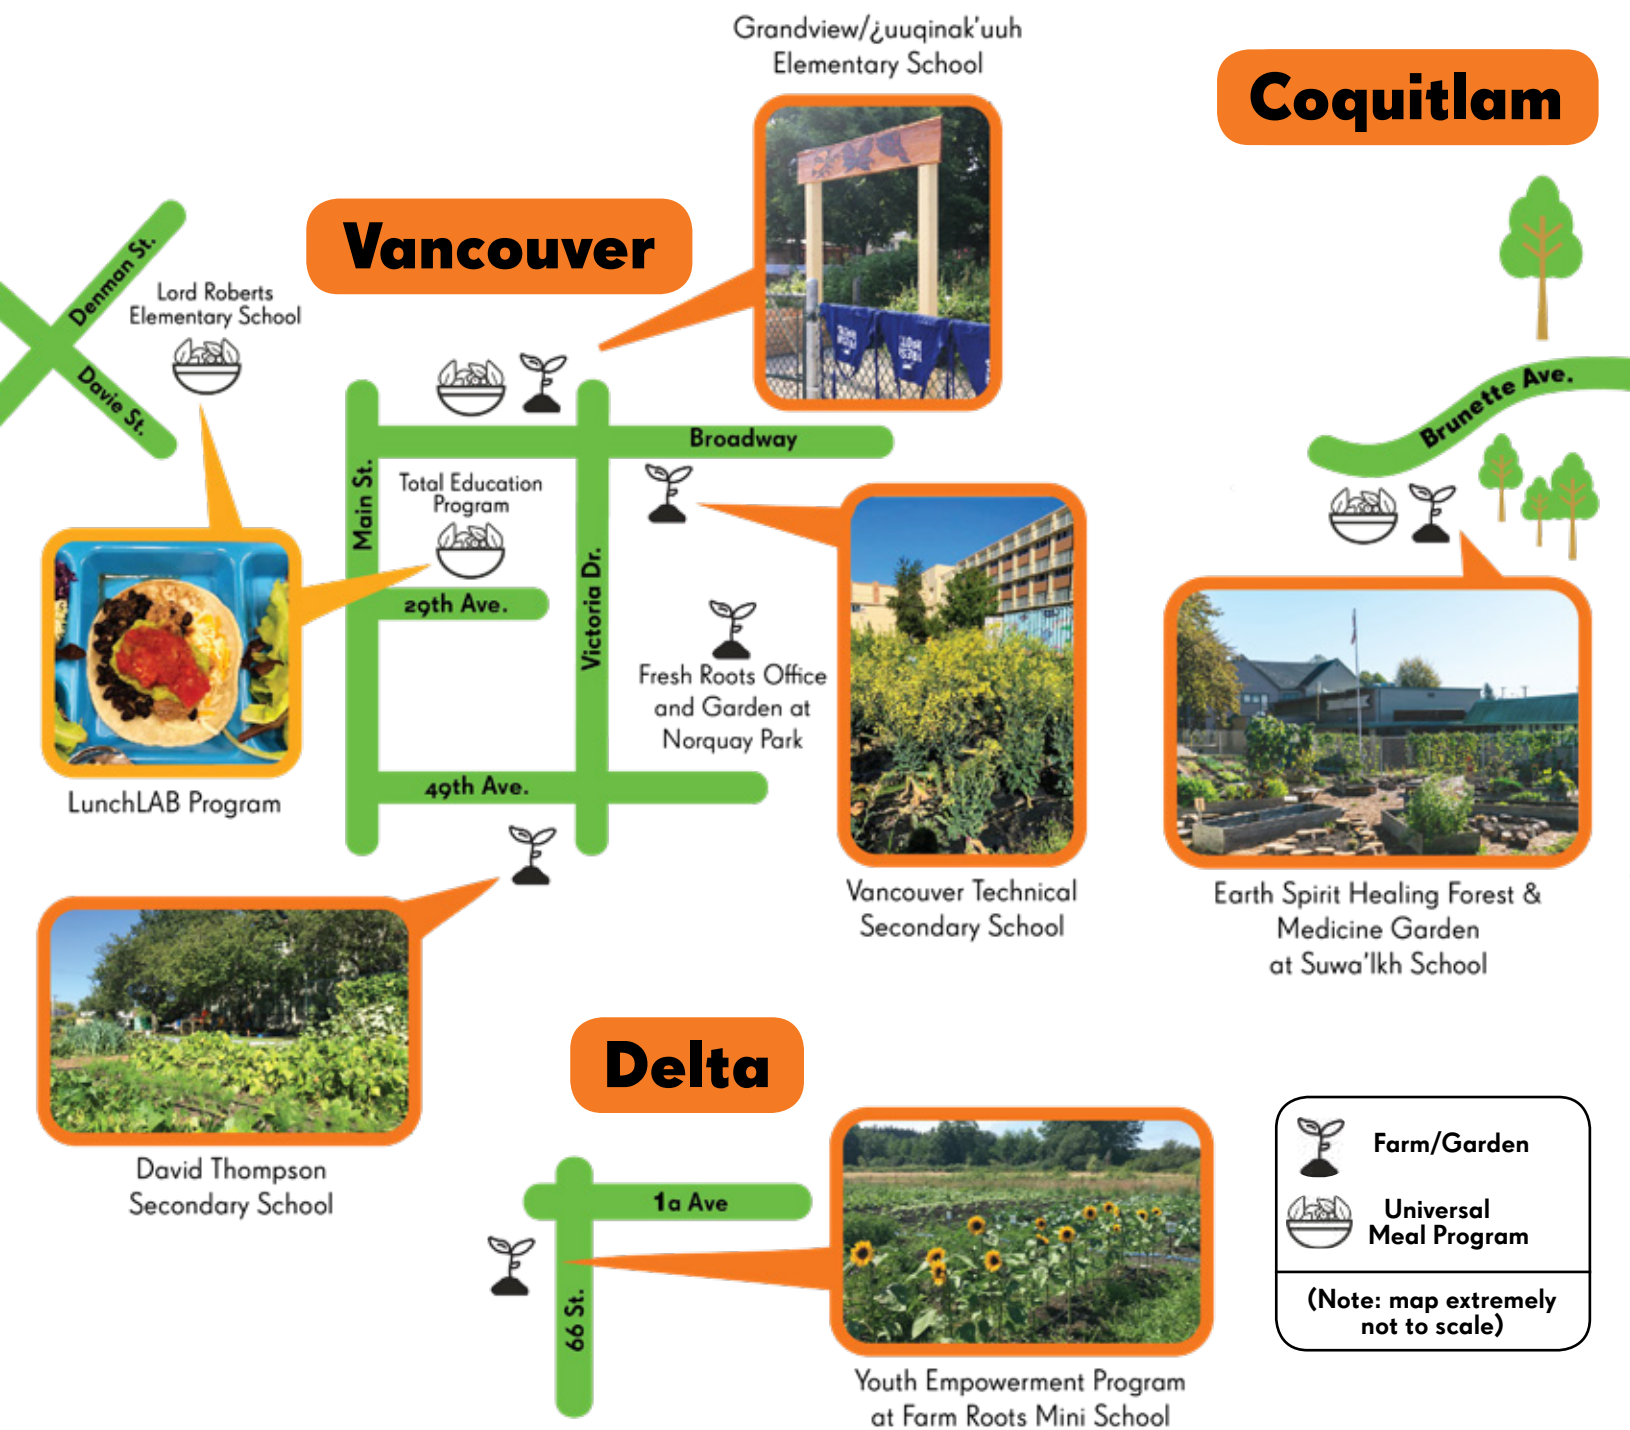 Grandview/¿uuqinak'uuh
Elementary School
Coquitlam
Vancouver
Denman St.
Davie St.
Lord Roberts
Elementary School
Broadway
Main St.
Total Education
Program
29th Ave.
Victoria Dr.
Fresh Roots Office
and Garden at
Norquay Park
49th Ave.
LunchLAB Program
Brunette Ave.
Vancouver Technical
Secondary School
Earth Spirit Healing Forest &
Medicine Garden
at Suwa'lkh School
David Thompson
Secondary School
Delta
1a Ave
66 St.
Youth Empowerment Program
at Farm Roots Mini School
Farm/Garden
Universal
Meal Program
(Note: map extremely
not to scale)